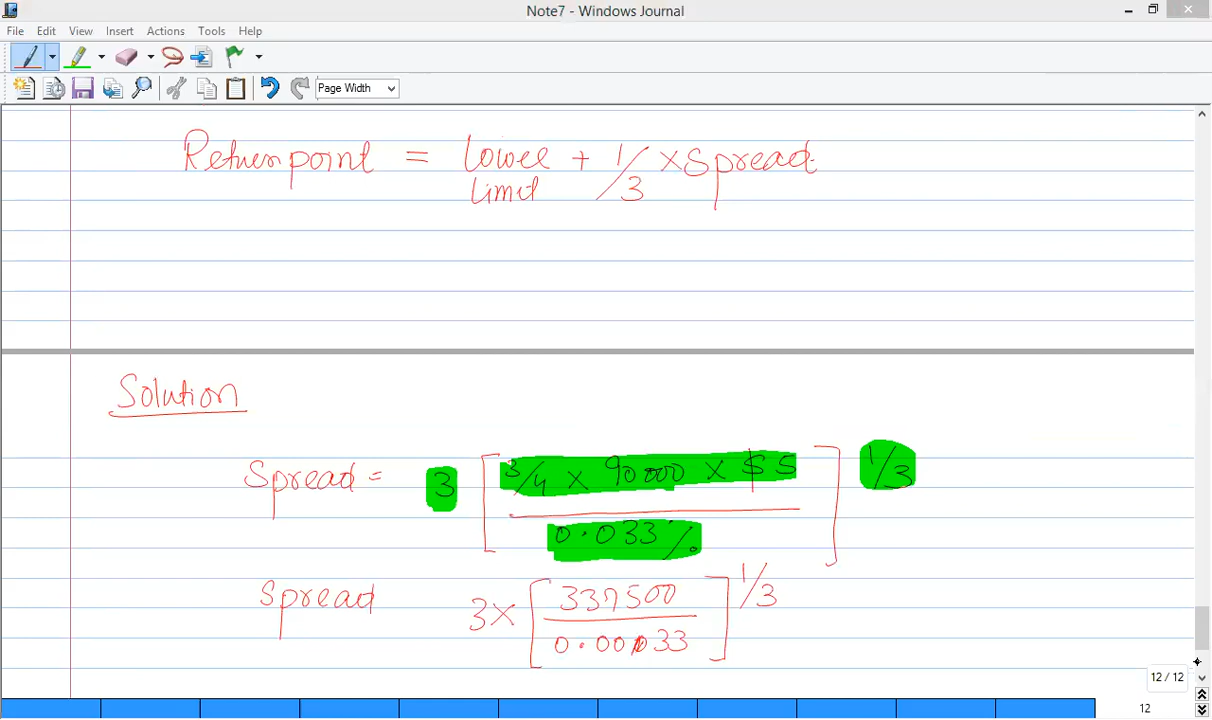 Note7 - Windows Journal
File Edit View Insert Actions Tools Help
Page Width
Return point = lower limit + 1/3 × Spread
Solution
Spread = 3 [ 3/4 × 90000 × $5 / 0.033% ] 1/3
Spread 3 × [ 337500 / 0.00033 ] 1/3
12 / 12
12